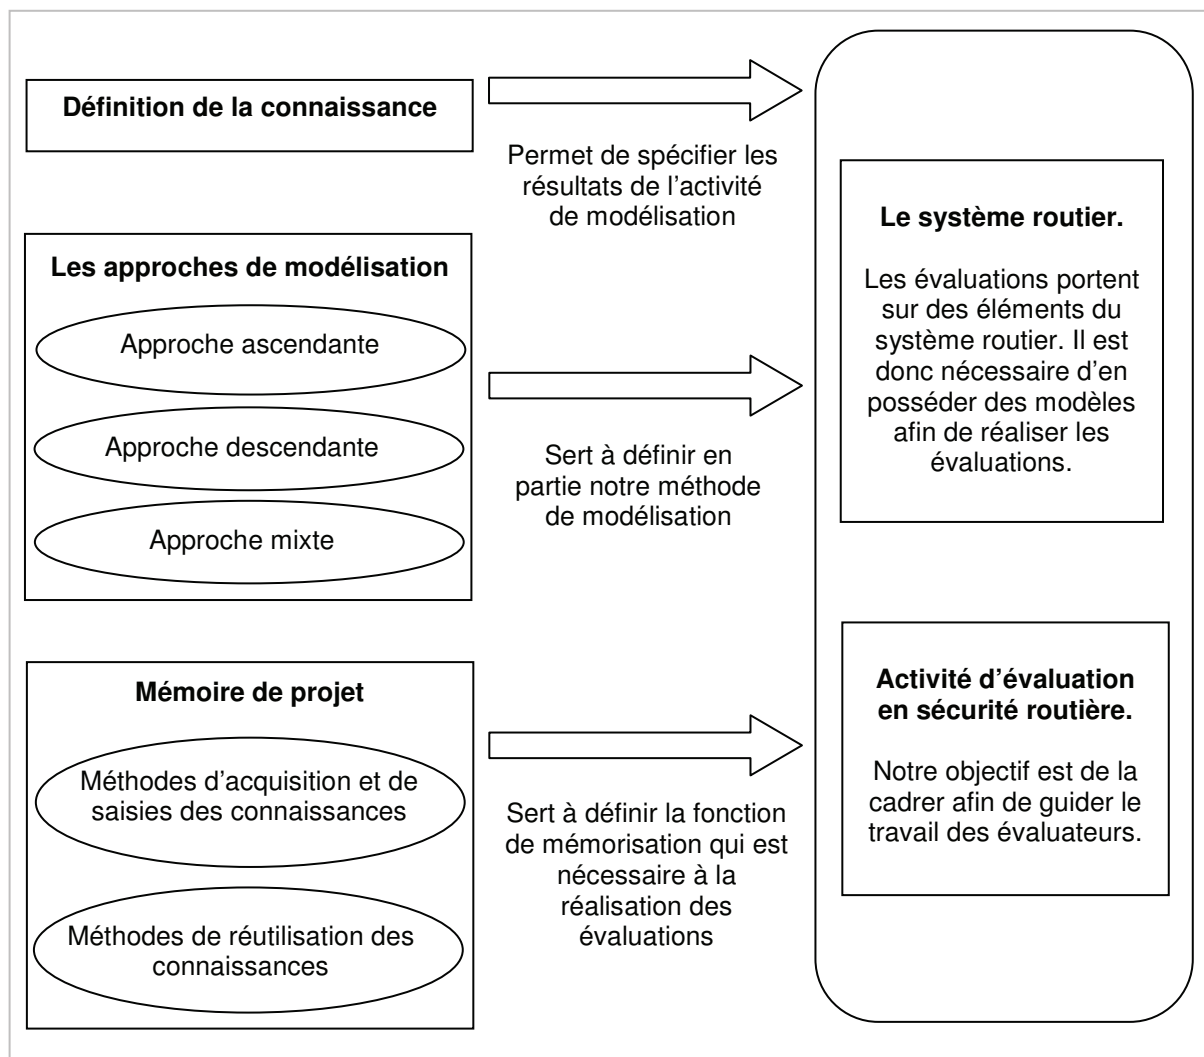 Définition de la connaissance
Permet de spécifier les
résultats de l'activité
de modélisation
Les approches de modélisation
Approche ascendante
Approche descendante
Approche mixte
Sert à définir en
partie notre méthode
de modélisation
Mémoire de projet
Méthodes d'acquisition et de
saisies des connaissances
Méthodes de réutilisation des
connaissances
Sert à définir la fonction
de mémorisation qui est
nécessaire à la
réalisation des
évaluations
Le système routier.
Les évaluations portent
sur des éléments du
système routier. Il est
donc nécessaire d'en
posséder des modèles
afin de réaliser les
évaluations.
Activité d'évaluation
en sécurité routière.
Notre objectif est de la
cadrer afin de guider le
travail des évaluateurs.